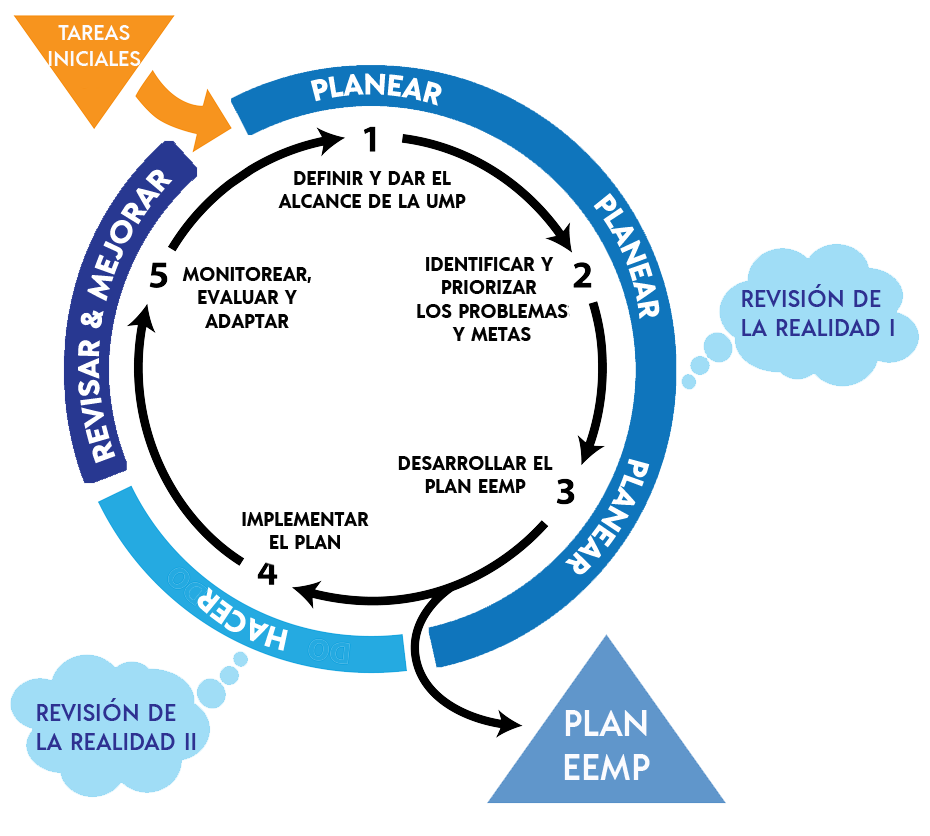 TAREAS
INICIALES
PLANEAR
1
DEFINIR Y DAR EL
ALCANCE DE LA UMP
PLANEAR
2
IDENTIFICAR Y
PRIORIZAR
LOS PROBLEMAS
Y METAS
REVISIÓN DE
LA REALIDAD I
PLANEAR
3
DESARROLLAR EL
PLAN EEMP
PLAN
EEMP
4
IMPLEMENTAR
EL PLAN
HACER
DO
DO
REVISIÓN DE
LA REALIDAD II
5
MONITOREAR,
EVALUAR Y
ADAPTAR
REVISAR & MEJORAR